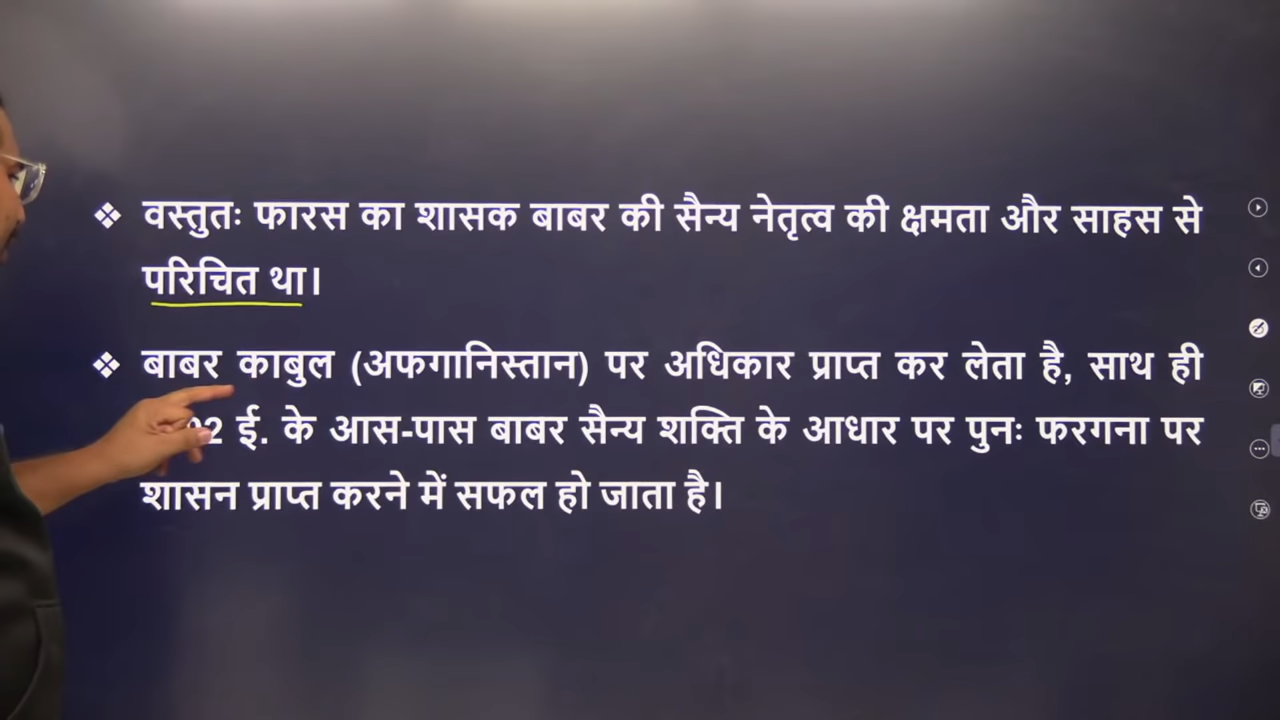 ❖ वस्तुतः फारस का शासक बाबर की सैन्य नेतृत्व की क्षमता और साहस से
परिचित था।
❖ बाबर काबुल (अफगानिस्तान) पर अधिकार प्राप्त कर लेता है, साथ ही
ई. के आस-पास बाबर सैन्य शक्ति के आधार पर पुनः फरगना पर
शासन प्राप्त करने में सफल हो जाता है।